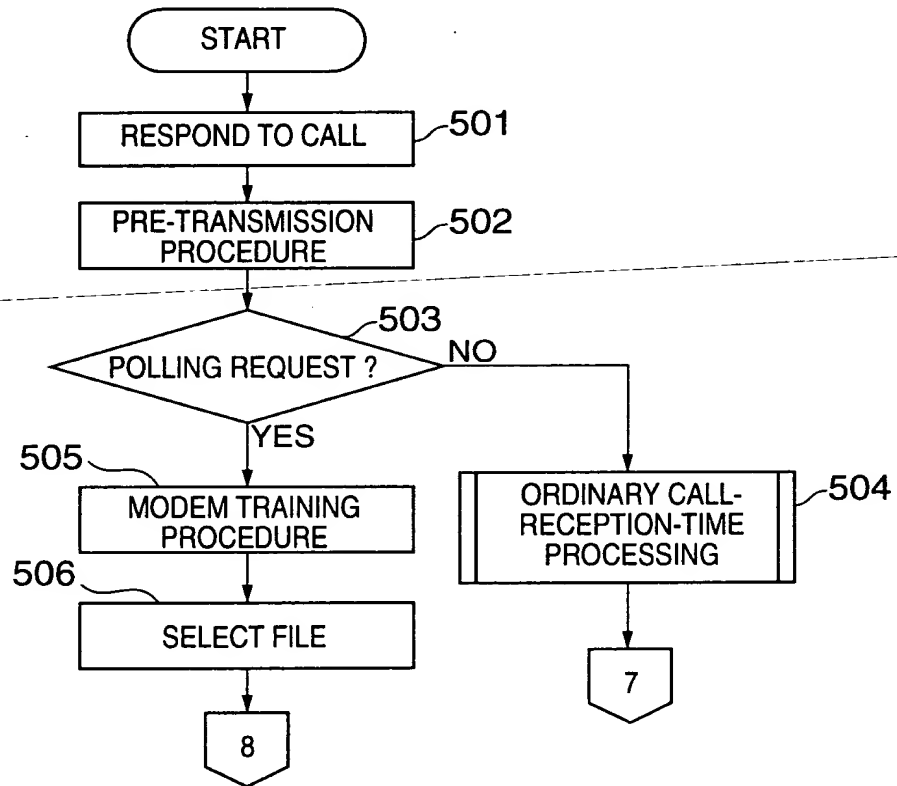 START
RESPOND TO CALL
501
PRE-TRANSMISSION
PROCEDURE
502
503
POLLING REQUEST ?
NO
YES
505
MODEM TRAINING
PROCEDURE
ORDINARY CALL-
RECEPTION-TIME
PROCESSING
504
506
SELECT FILE
7
8